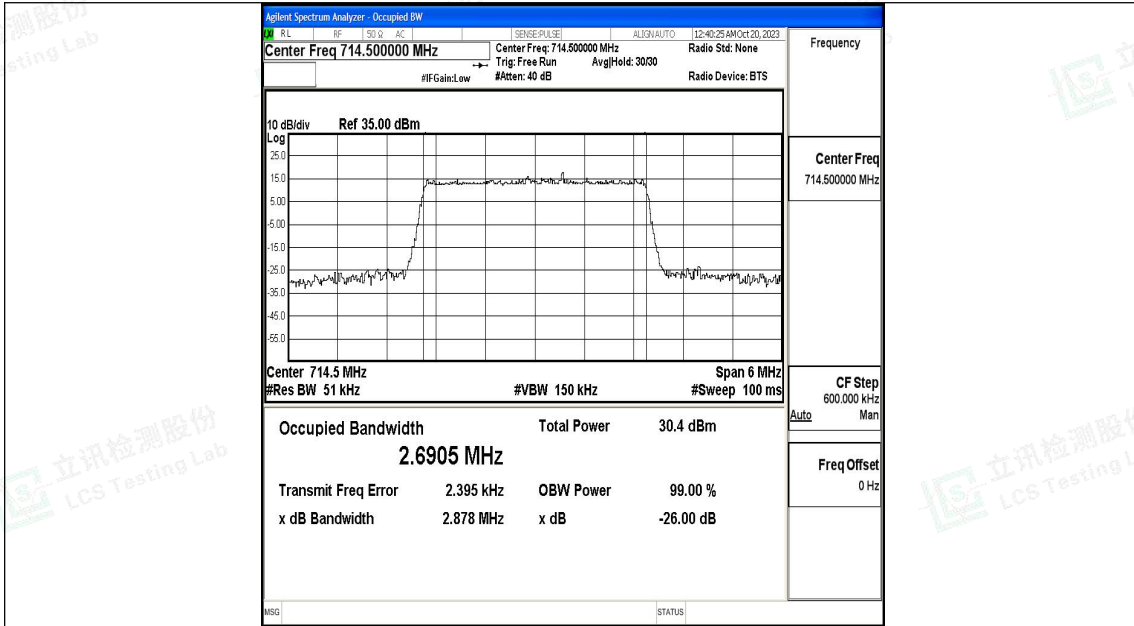 Agilent Spectrum Analyzer - Occupied BW
RL RF 50 Ω AC SENSE:PULSE ALIGNAUTO 12:40:25 AM Oct 20, 2023
Center Freq 714.500000 MHz
Center Freq: 714.500000 MHz Radio Std: None
Trig: Free Run Avg|Hold: 30/30
#IFGain:Low #Atten: 40 dB Radio Device: BTS
10 dB/div Ref 35.00 dBm
Log
25.0
15.0
5.00
-5.00
-15.0
-25.0
-35.0
-45.0
-55.0
Center 714.5 MHz Span 6 MHz
#Res BW 51 kHz #VBW 150 kHz #Sweep 100 ms
Occupied Bandwidth Total Power 30.4 dBm
2.6905 MHz
Transmit Freq Error 2.395 kHz OBW Power 99.00 %
x dB Bandwidth 2.878 MHz x dB -26.00 dB
MSG STATUS
Frequency
Center Freq
714.500000 MHz
CF Step
600.000 kHz
Auto Man
Freq Offset
0 Hz
检测股份
Testing Lab
立讯检测股份
LCS Testing Lab
立讯检测股份
LCS Testing L
立